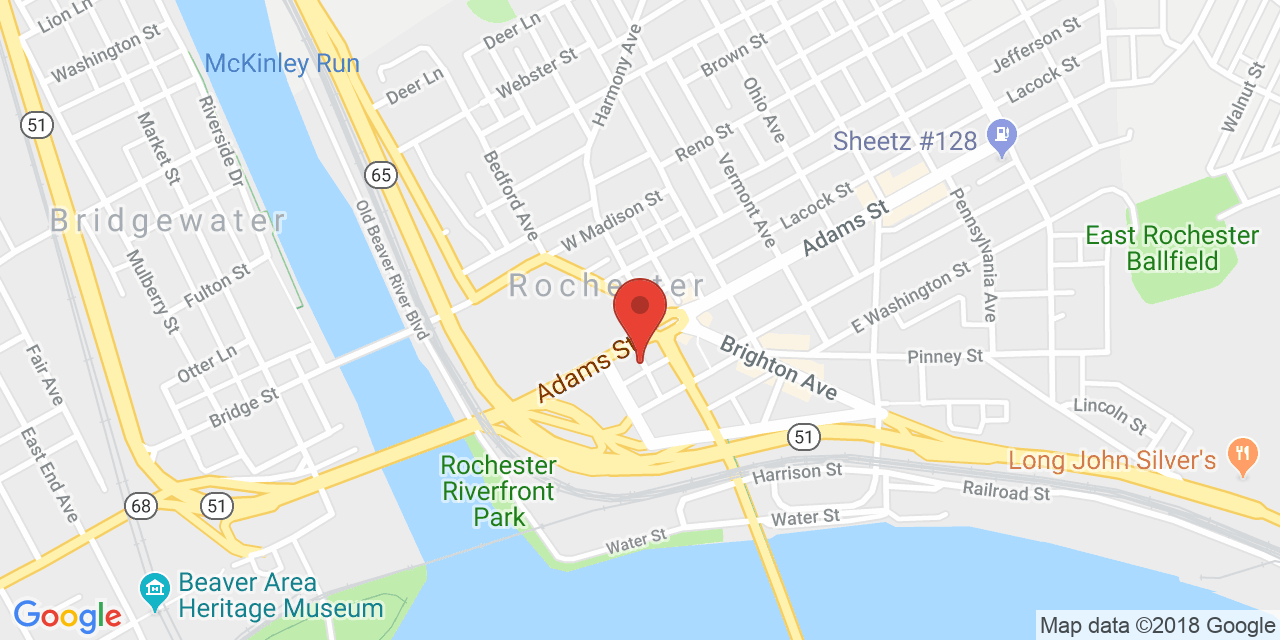 Lion Ln
Washington St
McKinley Run
Deer Ln
Deer Ln
Webster St
Harmony Ave
Brown St
Ohio Ave
Jefferson St
Lacock St
Walnut St
51
Market St
Riverside Dr
65
Bedford Ave
Reno St
Vermont Ave
Sheetz #128
Bridgewater
Old Beaver River Blvd
W Madison St
Lacock St
Adams St
Pennsylvania Ave
East Rochester
Ballfield
Mulberry St
Fulton St
Rochester
E Washington St
Fair Ave
Otter Ln
Bridge St
Adams St
Brighton Ave
Pinney St
Lincoln St
East End Ave
51
Rochester
Riverfront
Park
Harrison St
Long John Silver's
Railroad St
68
51
Water St
Water St
Beaver Area
Heritage Museum
Google
Map data ©2018 Google